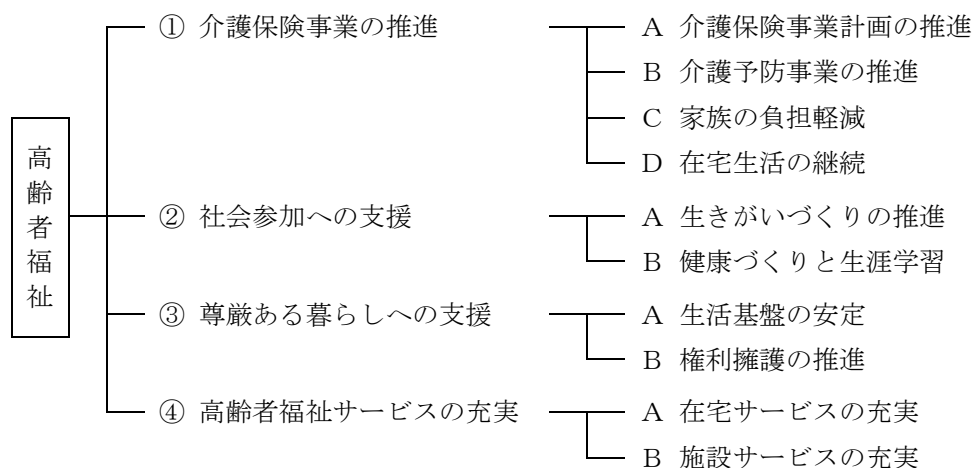 高齢者福祉
① 介護保険事業の推進
A 介護保険事業計画の推進
B 介護予防事業の推進
C 家族の負担軽減
D 在宅生活の継続
② 社会参加への支援
A 生きがいづくりの推進
B 健康づくりと生涯学習
③ 尊厳ある暮らしへの支援
A 生活基盤の安定
B 権利擁護の推進
④ 高齢者福祉サービスの充実
A 在宅サービスの充実
B 施設サービスの充実